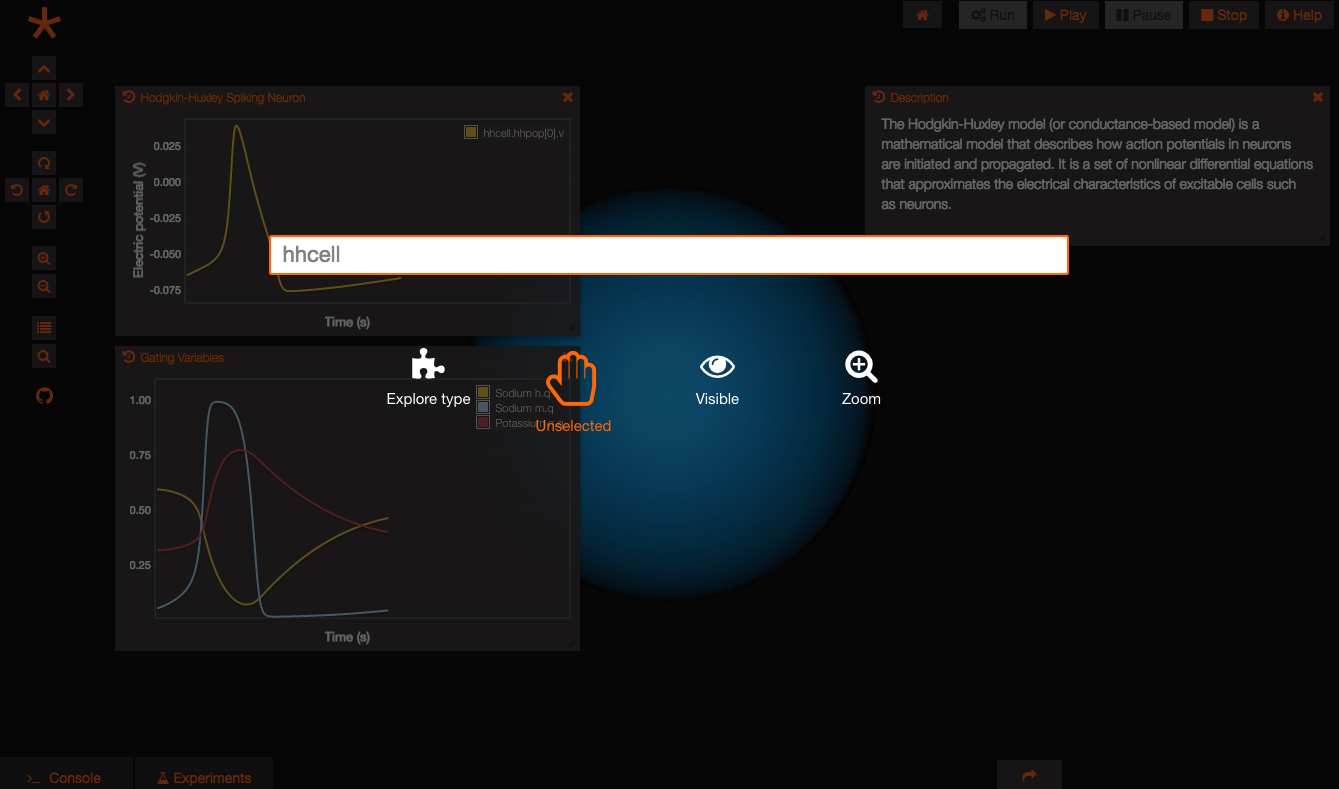 Run
Play
Pause
Stop
Help
Hodgkin-Huxley Spiking Neuron
hhcell.hhpop[0].v
0.025
0.000
-0.025
-0.050
-0.075
Electric potential (V)
Time (s)
Description
The Hodgkin-Huxley model (or conductance-based model) is a
mathematical model that describes how action potentials in neurons
are initiated and propagated. It is a set of nonlinear differential equations
that approximates the electrical characteristics of excitable cells such
as neurons.
hhcell
Explore type
Unselected
Visible
Zoom
Gating Variables
Sodium h.q
Sodium m.q
Potassium
1.00
0.75
0.50
0.25
Time (s)
Console
Experiments